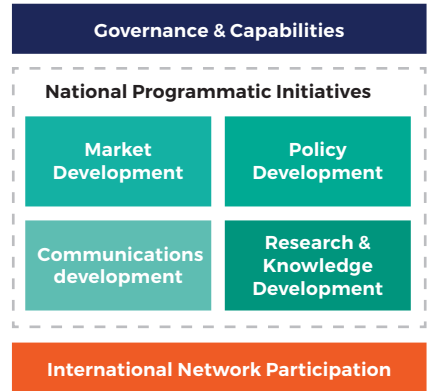 Governance & Capabilities
National Programmatic Initiatives
Market
Development
Policy
Development
Communications
development
Research &
Knowledge
Development
International Network Participation